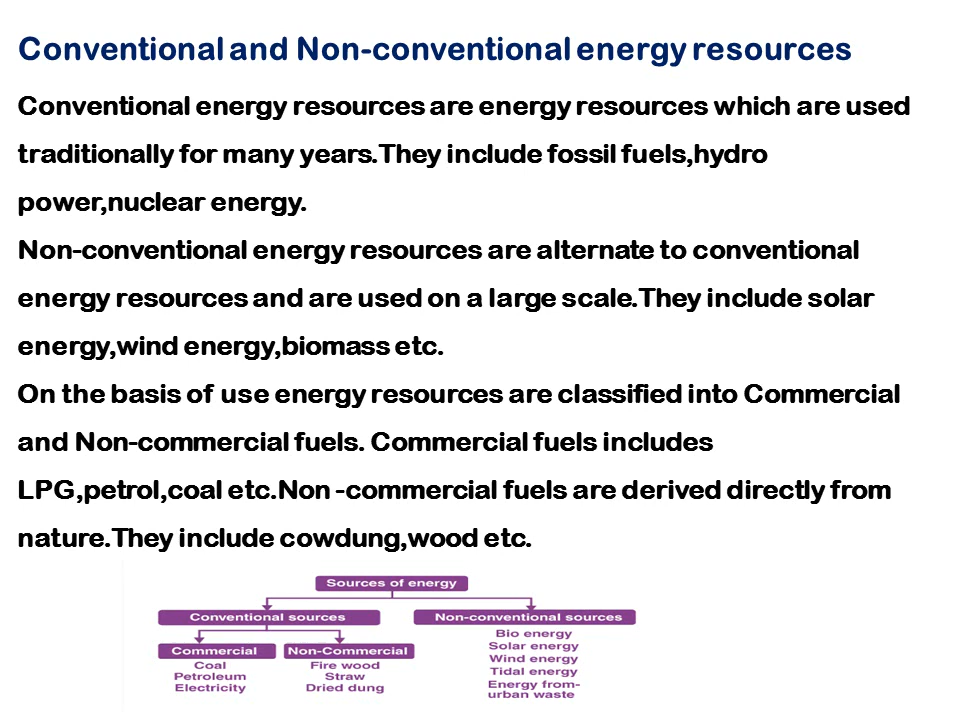 Conventional and Non-conventional energy resources
Conventional energy resources are energy resources which are used
traditionally for many years.They include fossil fuels,hydro
power,nuclear energy.
Non-conventional energy resources are alternate to conventional
energy resources and are used on a large scale.They include solar
energy,wind energy,biomass etc.
On the basis of use energy resources are classified into Commercial
and Non-commercial fuels. Commercial fuels includes
LPG,petrol,coal etc.Non -commercial fuels are derived directly from
nature.They include cowdung,wood etc.
Sources of energy
Conventional sources
Non-conventional sources
Commercial
Coal
Petroleum
Electricity
Non-Commercial
Fire wood
Straw
Dried dung
Bio energy
Solar energy
Wind energy
Tidal energy
Energy from-
urban waste